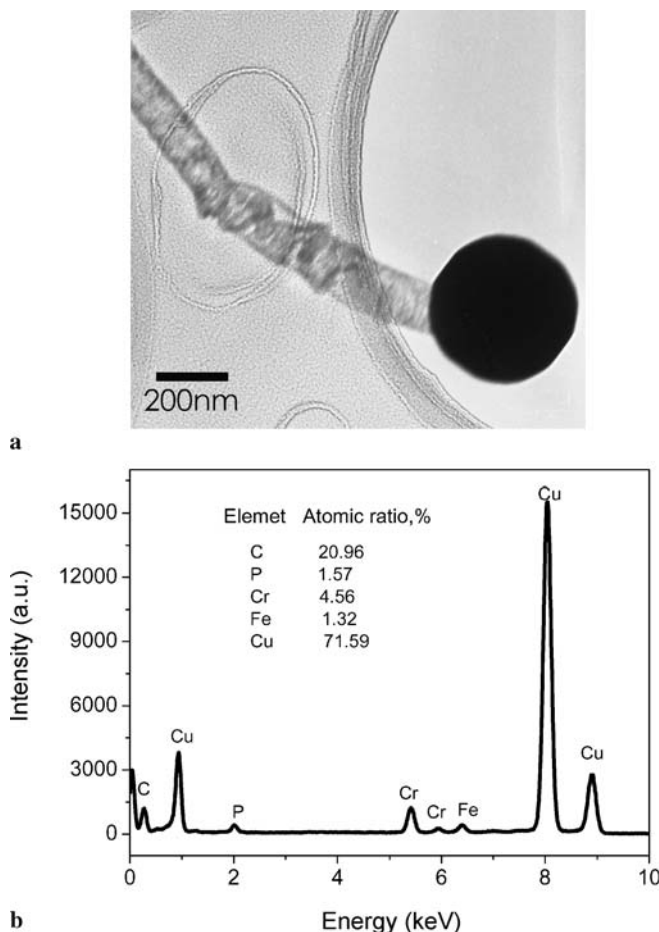 200nm
a
Cu
15000
Elemet Atomic ratio,%
C 20.96
P 1.57
12000
Cr 4.56
Fe 1.32
Cu 71.59
9000
6000
Cu
3000
Cu
C
P
Cr
Cr
Fe
0
0 2 4 6 8 10
Intensity (a.u.)
b
Energy (keV)